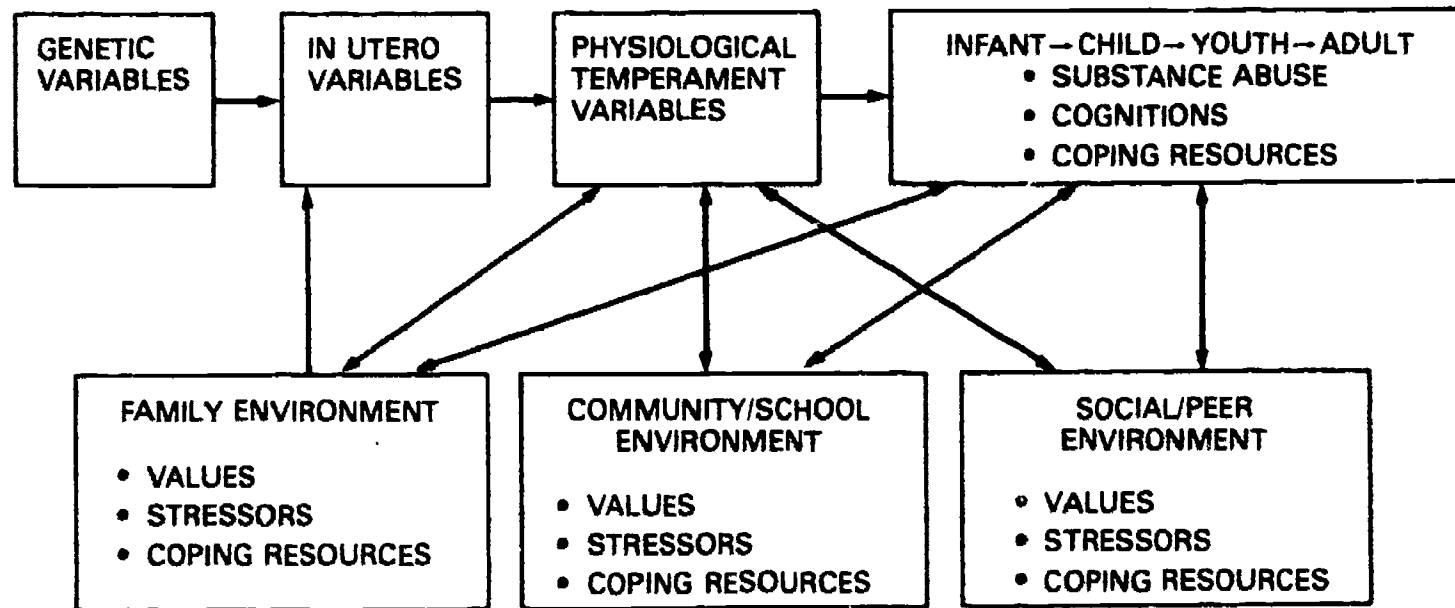 GENETIC
VARIABLES
IN UTERO
VARIABLES
PHYSIOLOGICAL
TEMPERAMENT
VARIABLES
INFANT→CHILD→YOUTH→ADULT
• SUBSTANCE ABUSE
• COGNITIONS
• COPING RESOURCES
FAMILY ENVIRONMENT
• VALUES
• STRESSORS
• COPING RESOURCES
COMMUNITY/SCHOOL
ENVIRONMENT
• VALUES
• STRESSORS
• COPING RESOURCES
SOCIAL/PEER
ENVIRONMENT
• VALUES
• STRESSORS
• COPING RESOURCES